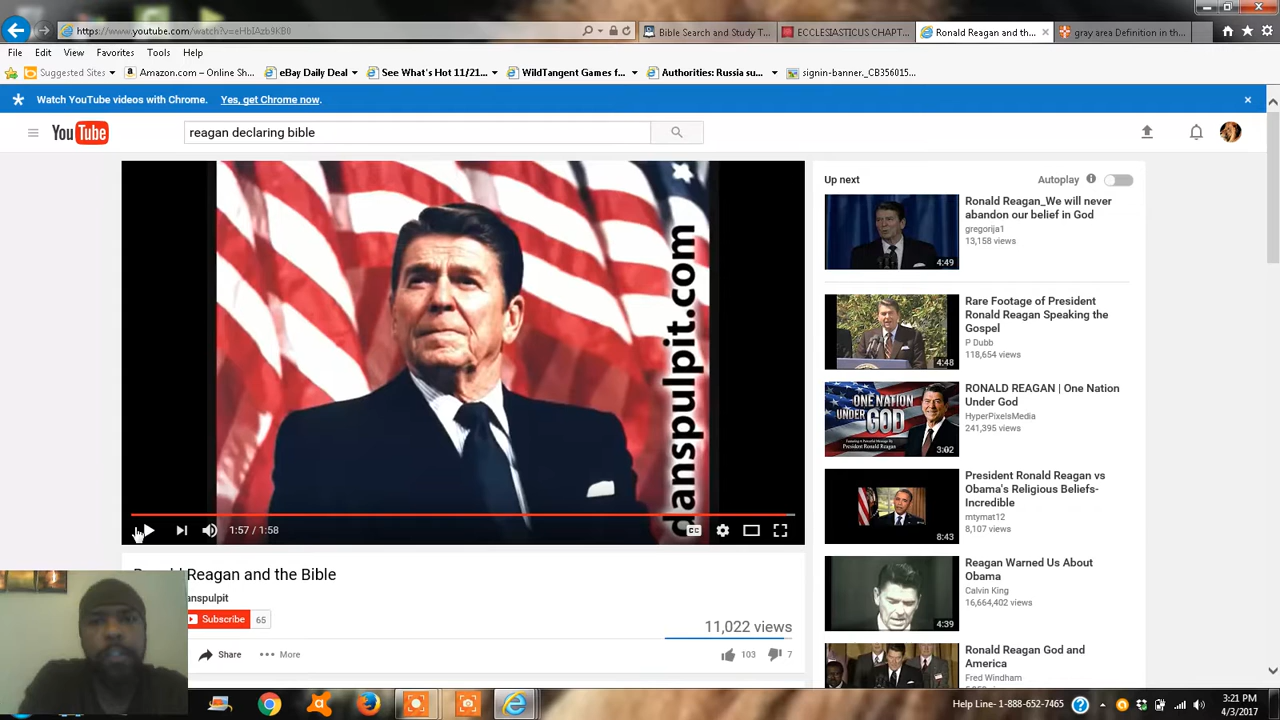 https://www.youtube.com/watch?v=eHbIAzb9KB0
Bible Search and Study T...
ECCLESIASTICUS CHAPT...
Ronald Reagan and th...
gray area Definition in th...
File Edit View Favorites Tools Help
Suggested Sites
Amazon.com – Online Sh...
eBay Daily Deal
See What's Hot 11/21...
WildTangent Games f...
Authorities: Russia su...
signin-banner._CB356015...
Watch YouTube videos with Chrome. Yes, get Chrome now.
YouTube
reagan declaring bible
danspulpit.com
1:57 / 1:58
CC
Reagan and the Bible
anspulpit
Subscribe 65
11,022 views
Share More
103 7
Up next
Autoplay
Ronald Reagan_We will never
abandon our belief in God
gregorija1
13,158 views
4:49
Rare Footage of President
Ronald Reagan Speaking the
Gospel
P Dubb
118,654 views
4:48
ONE NATION
UNDER
GOD
RONALD REAGAN | One Nation
Under God
HyperPixelsMedia
241,395 views
3:02
President Ronald Reagan vs
Obama's Religious Beliefs-
Incredible
mtymat12
8,107 views
8:43
Reagan Warned Us About
Obama
Calvin King
16,664,402 views
4:39
Ronald Reagan God and
America
Fred Windham
Help Line- 1-888-652-7465
3:21 PM
4/3/2017